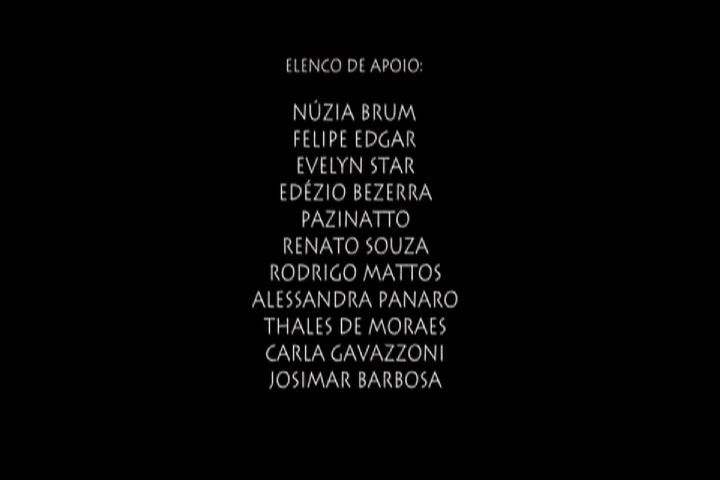 ELENCO DE APOIO:
NÚZIA BRUM
FELIPE EDGAR
EVELYN STAR
EDÉZIO BEZERRA
PAZINATTO
RENATO SOUZA
RODRIGO MATTOS
ALESSANDRA PANARO
THALES DE MORAES
CARLA GAVAZZONI
JOSIMAR BARBOSA